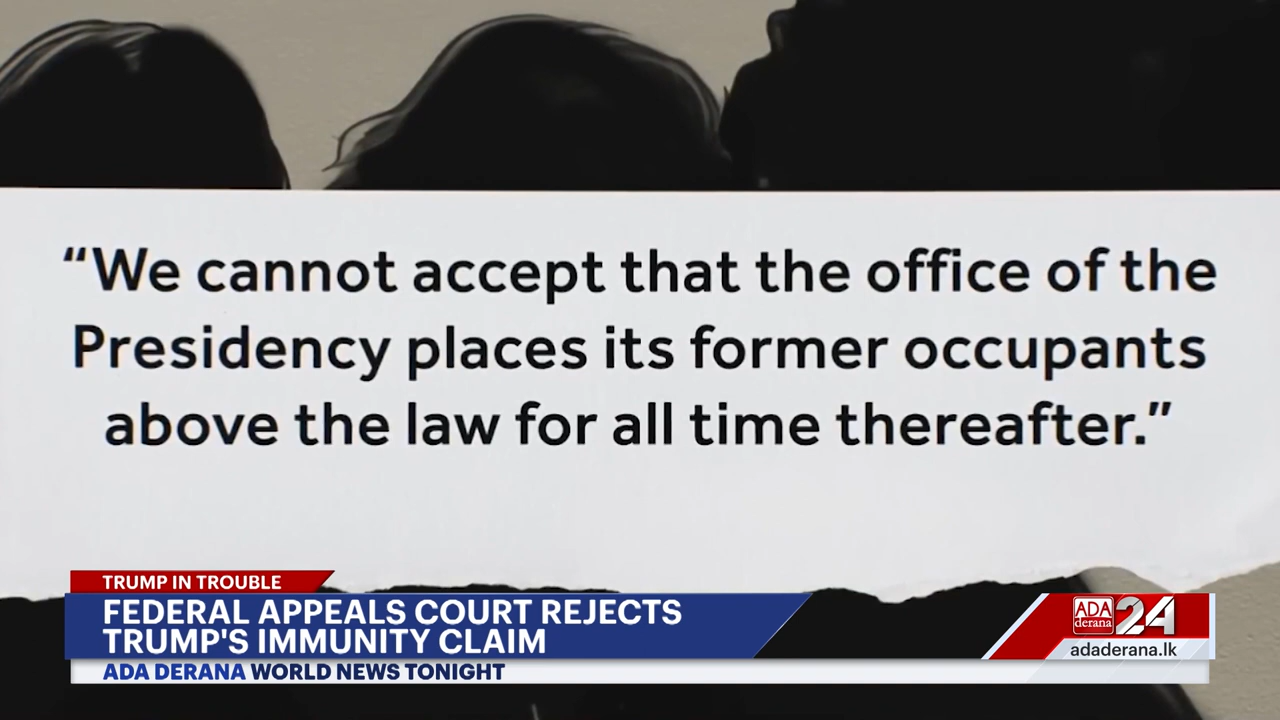 “We cannot accept that the office of the
Presidency places its former occupants
above the law for all time thereafter.”
TRUMP IN TROUBLE
FEDERAL APPEALS COURT REJECTS
TRUMP'S IMMUNITY CLAIM
ADA DERANA WORLD NEWS TONIGHT
ADA
derana
24
adaderana.lk